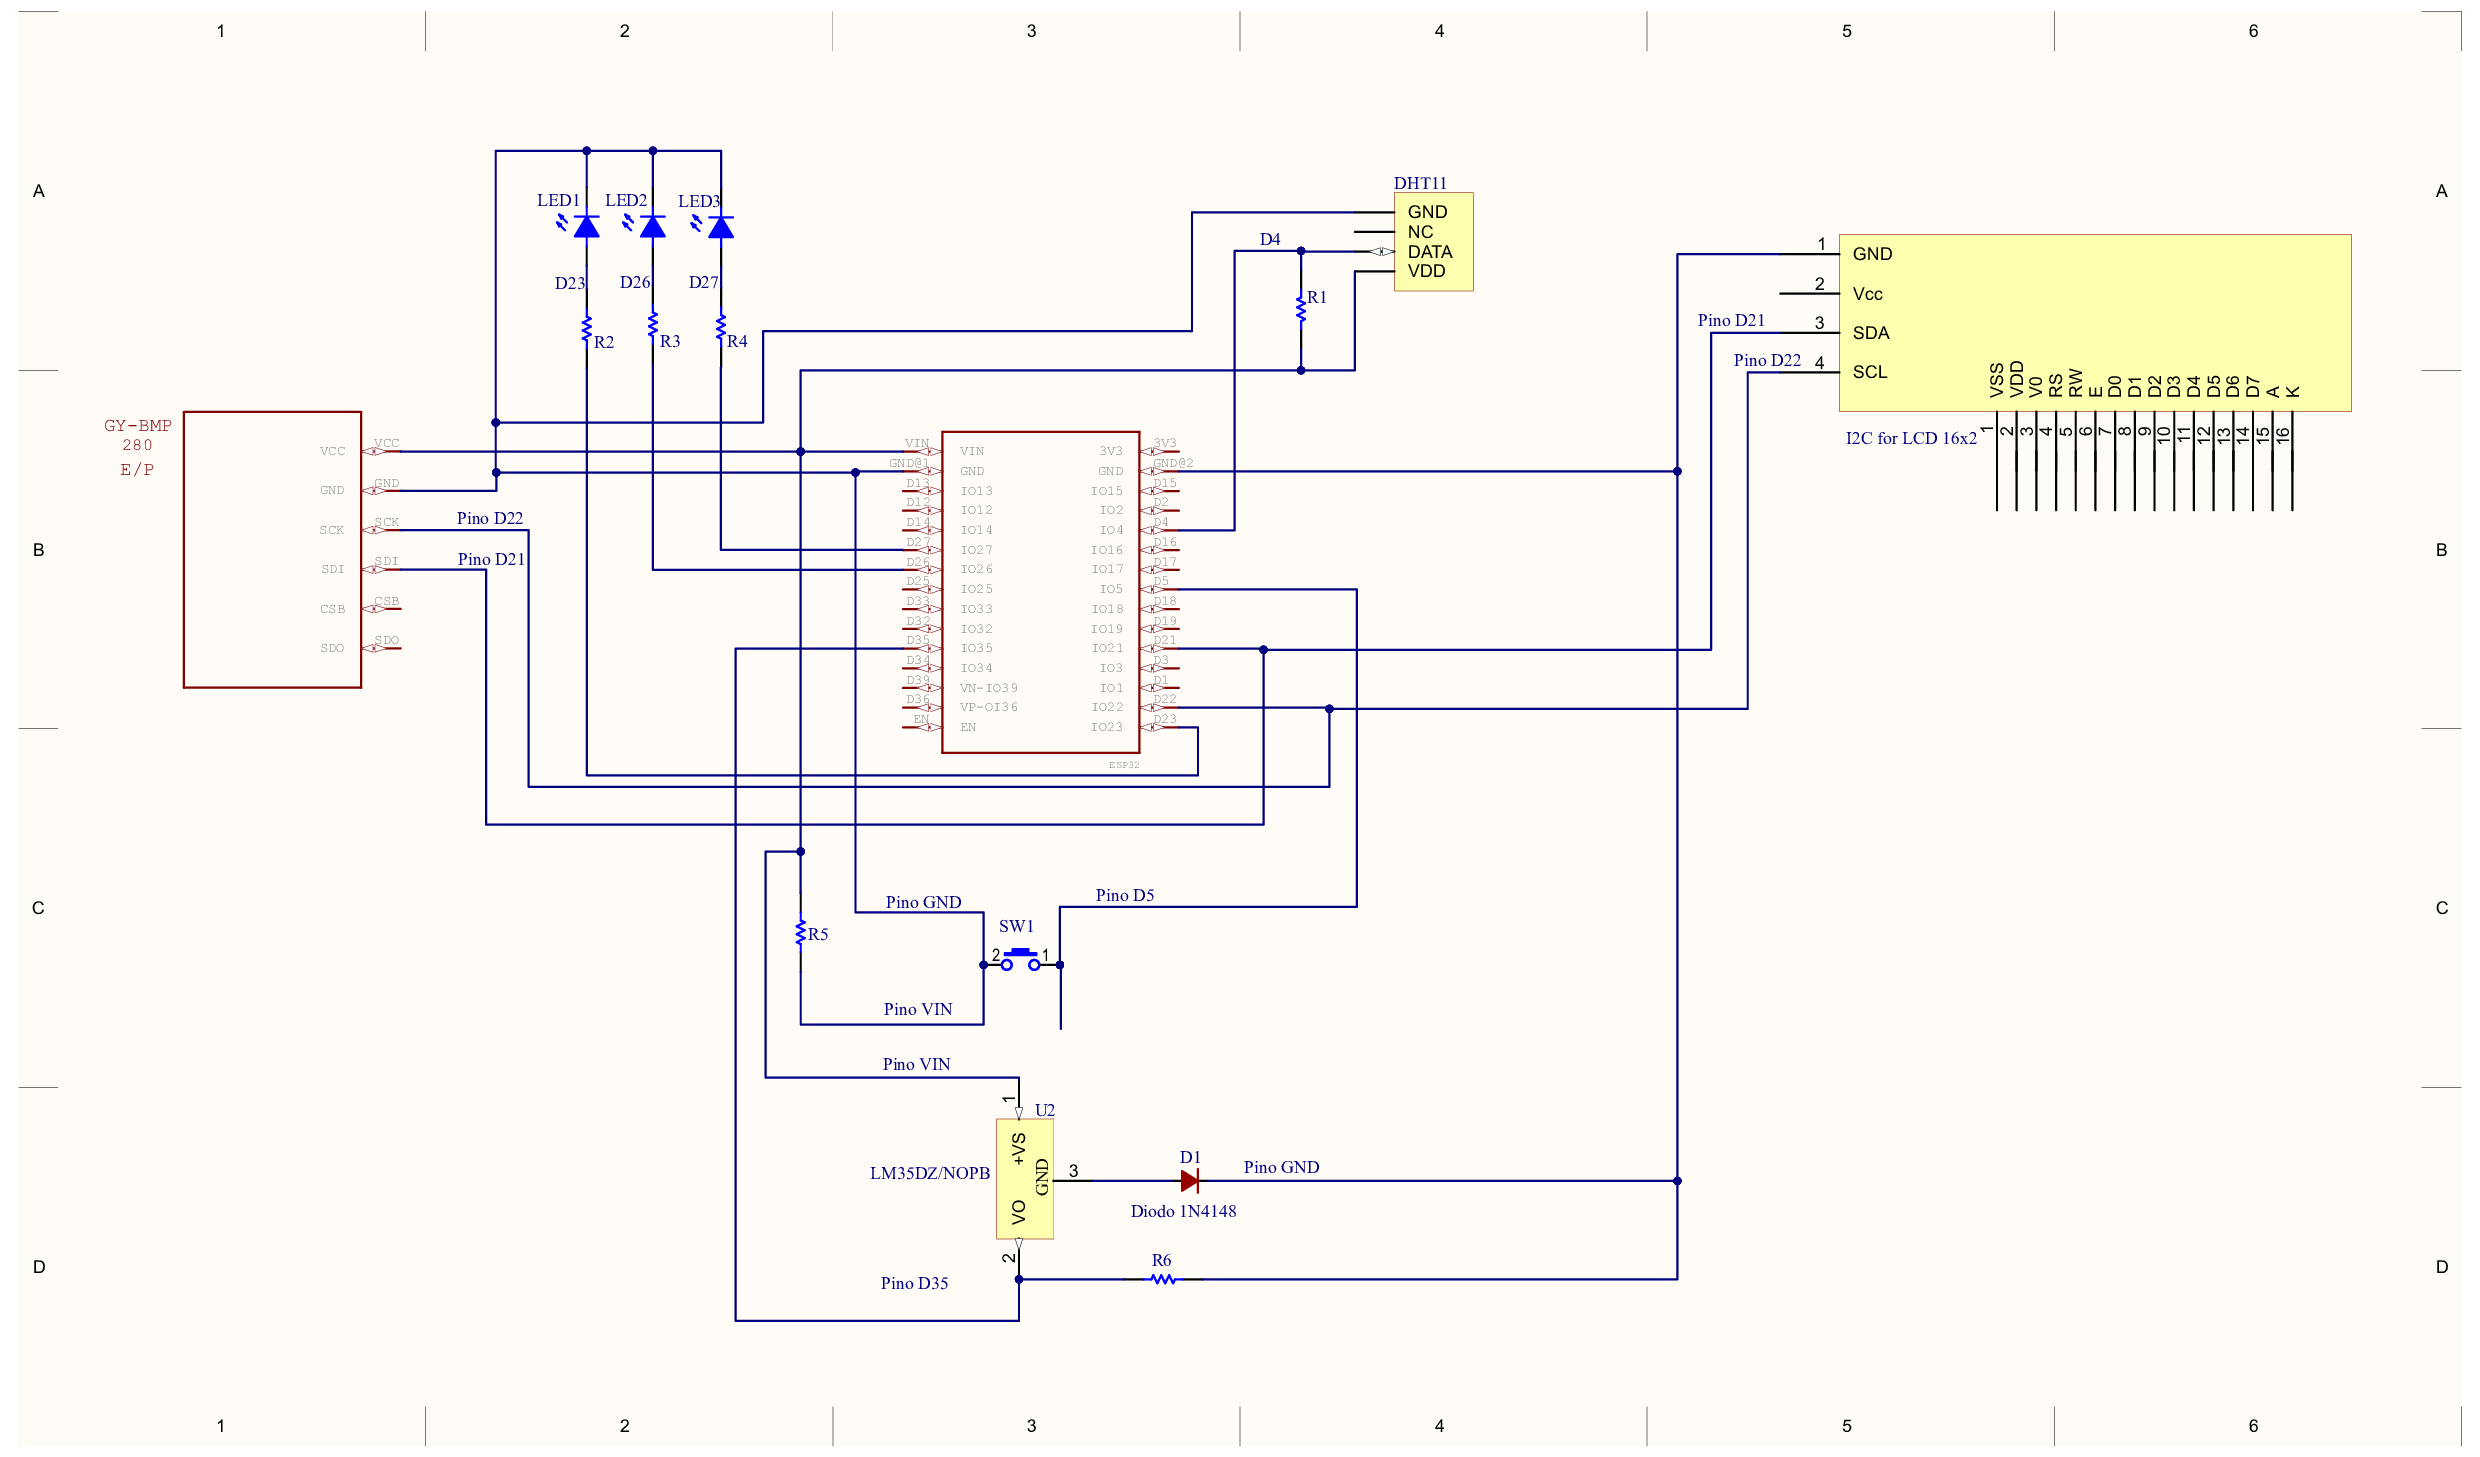 1 2 3 4 5 6
A A
LED1 LED2 LED3
DHT11
GND
NC
D4 DATA
VDD
D23 D26 D27
R1
R2 R3 R4
1 GND
2 Vcc
Pino D21 3 SDA
Pino D22 4 SCL
VSS VDD V0 RS RW E D0 D1 D2 D3 D4 D5 D6 D7 A K
1 2 3 4 5 6 7 8 9 10 11 12 13 14 15 16
I2C for LCD 16x2
GY-BMP
280
E/P
VCC VCC
GND GND
SCK SCK Pino D22
SDI SDI Pino D21
CSB CSB
SDO SDO
VIN VIN 3V3 3V3
GND@1 GND GND GND@2
D13 IO13 IO15 D15
D12 IO12 IO2 D2
D14 IO14 IO4 D4
D27 IO27 IO16 D16
D26 IO26 IO17 D17
D25 IO25 IO5 D5
D33 IO33 IO18 D18
D32 IO32 IO19 D19
D35 IO35 IO21 D21
D34 IO34 IO3 D3
D39 VN-IO39 IO1 D1
D36 VP-OI36 IO22 D22
EN EN IO23 D23
ESP32
B B
C C
Pino GND Pino D5
SW1
R5
2 1
Pino VIN
Pino VIN
1
U2
+VS
LM35DZ/NOPB GND 3
VO
2
D1
Pino GND
Diodo 1N4148
R6
Pino D35
D D
1 2 3 4 5 6